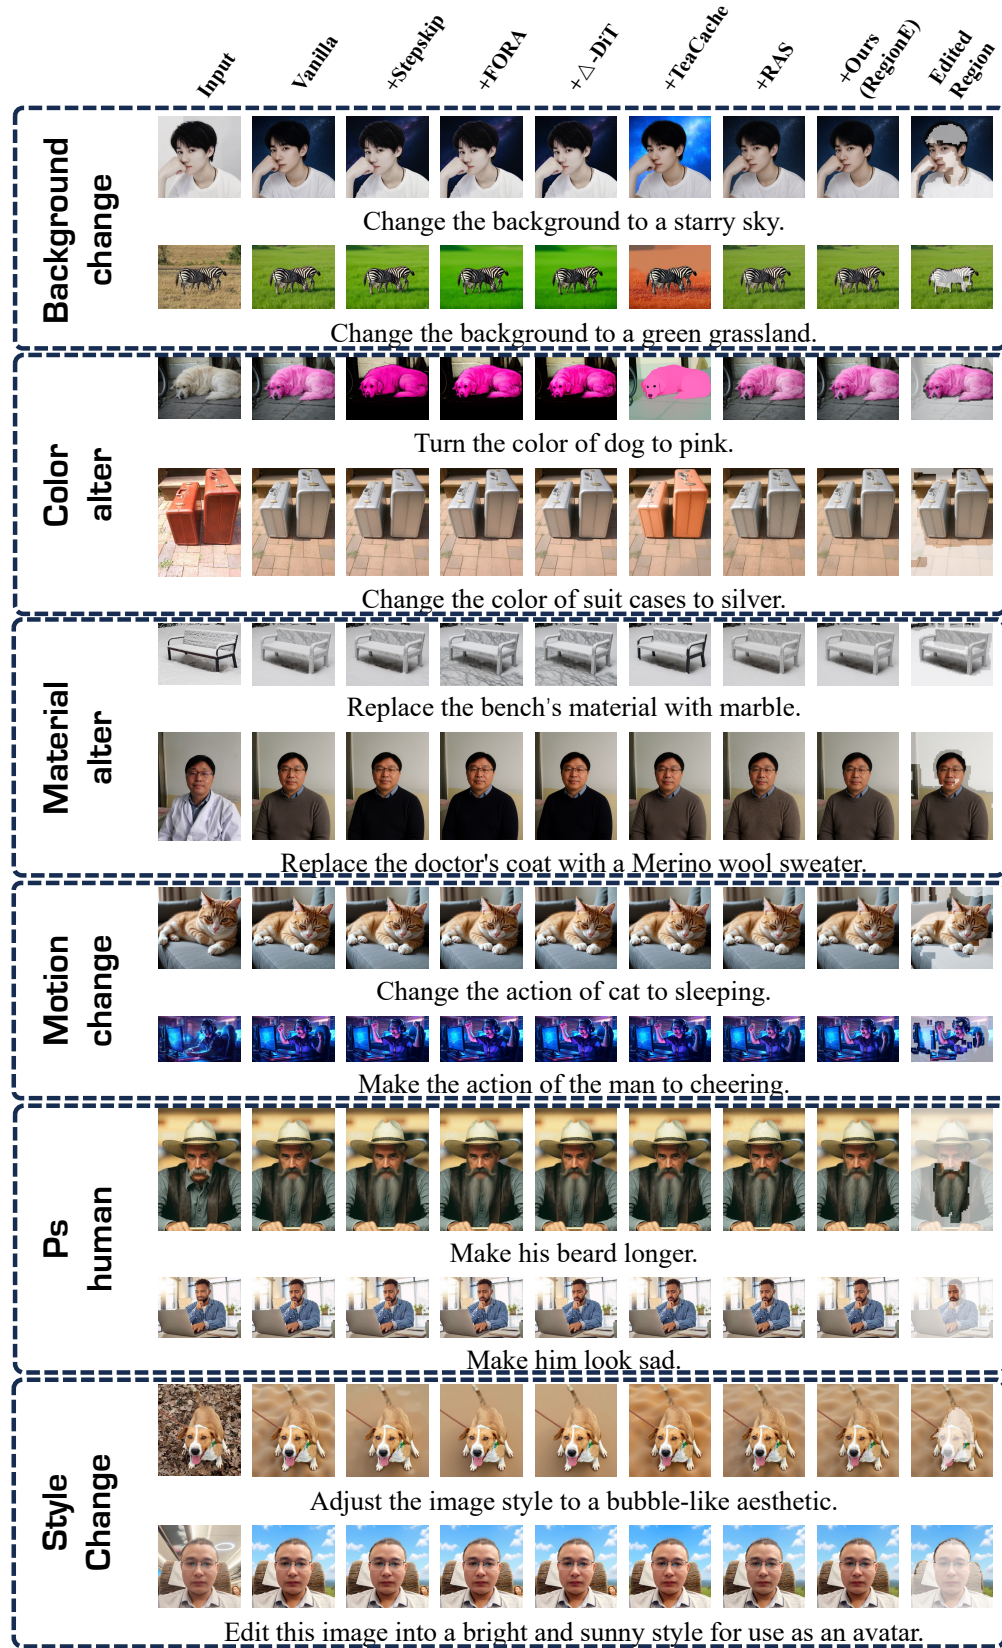 Input
Vanilla
+Stepskip
+FORA
+△-DiT
+TeaCache
+RAS
+Ours
(RegionE)
Edited
Region
Background
change
Change the background to a starry sky.
Change the background to a green grassland.
Color
alter
Turn the color of dog to pink.
Change the color of suit cases to silver.
Material
alter
Replace the bench's material with marble.
Replace the doctor's coat with a Merino wool sweater.
Motion
change
Change the action of cat to sleeping.
Make the action of the man to cheering.
Ps
human
Make his beard longer.
Make him look sad.
Style
Change
Adjust the image style to a bubble-like aesthetic.
Edit this image into a bright and sunny style for use as an avatar.